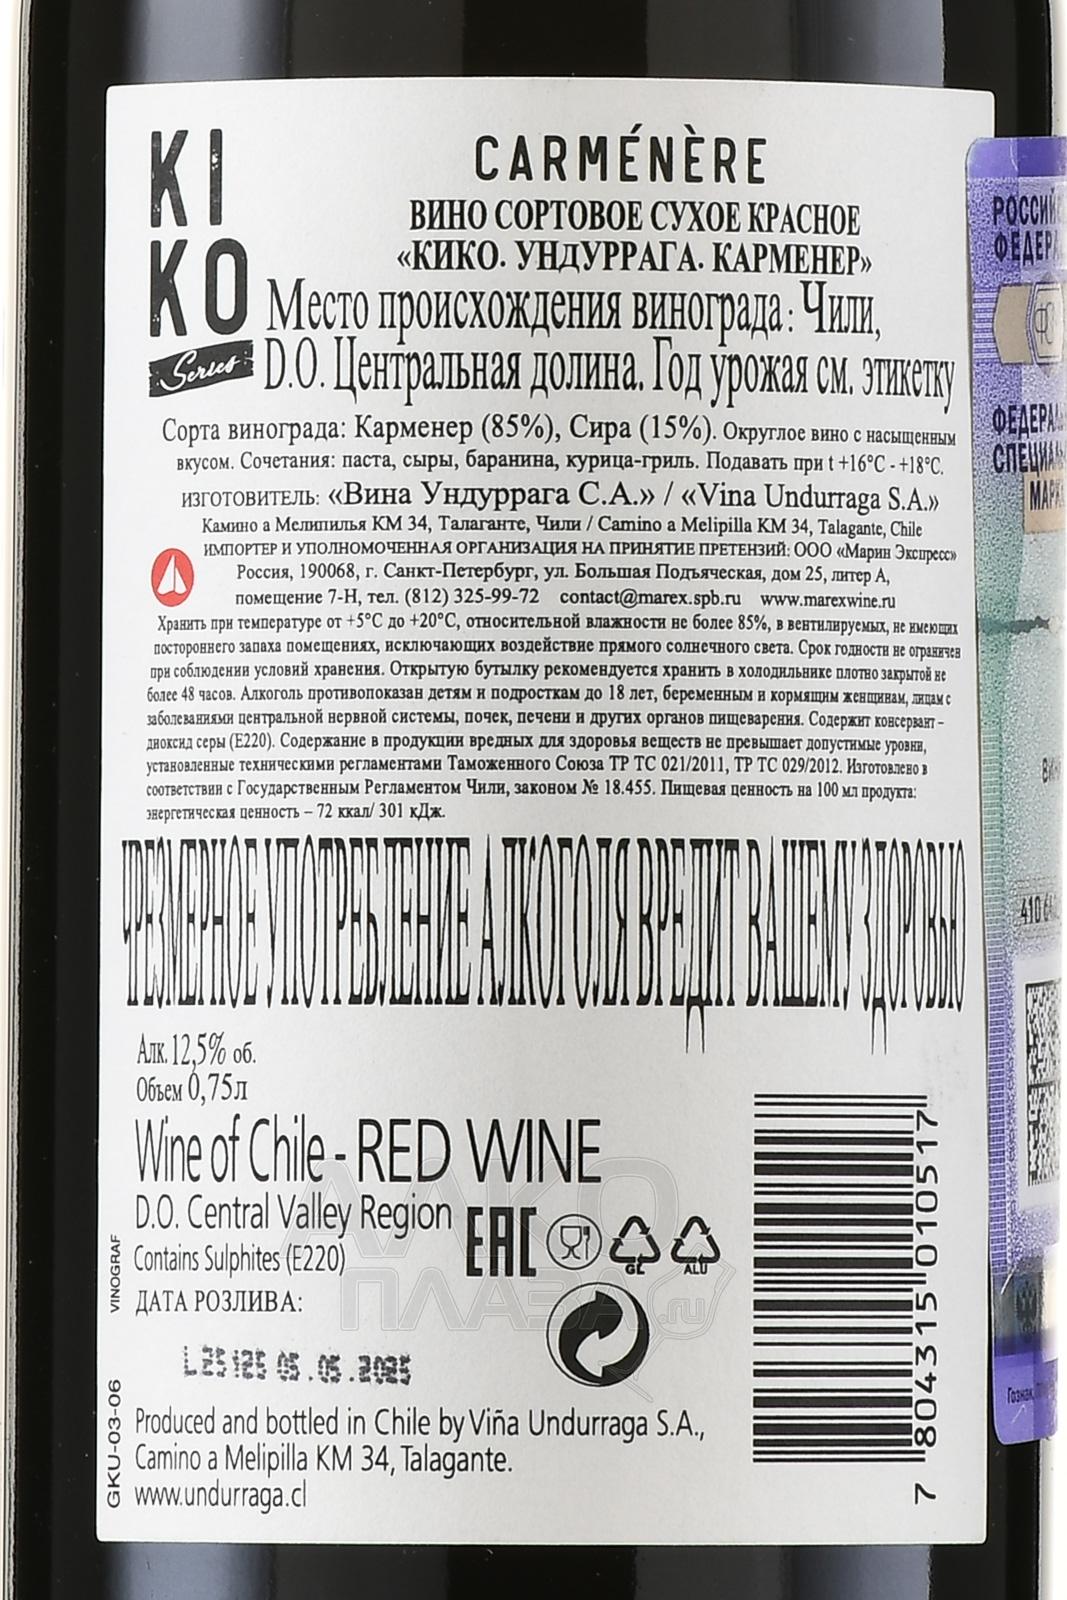 KI
KO
Series
CARMÉNÈRE
ВИНО СОРТОВОЕ СУХОЕ КРАСНОЕ
«КИКО. УНДУРРАГА. КАРМЕНЕР»
Место происхождения винограда: Чили,
D.O. Центральная долина. Год урожая см. этикетку
Сорта винограда: Карменер (85%), Сира (15%). Округлое вино с насыщенным
вкусом. Сочетания: паста, сыры, баранина, курица-гриль. Подавать при t +16°C - +18°C.
ИЗГОТОВИТЕЛЬ: «Вина Ундуррага С.А.» / «Vina Undurraga S.A.»
Камино а Мелипилья КМ 34, Талаганте, Чили / Camino a Melipilla KM 34, Talagante, Chile
ИМПОРТЕР И УПОЛНОМОЧЕННАЯ ОРГАНИЗАЦИЯ НА ПРИНЯТИЕ ПРЕТЕНЗИЙ: ООО «Марин Экспресс»
Россия, 190068, г. Санкт-Петербург, ул. Большая Подъяческая, дом 25, литер А,
помещение 7-Н, тел. (812) 325-99-72 contact@marex.spb.ru www.marexwine.ru
Хранить при температуре от +5°C до +20°C, относительной влажности не более 85%, в вентилируемых, не имеющих
постороннего запаха помещениях, исключающих воздействие прямого солнечного света. Срок годности не ограничен
при соблюдении условий хранения. Открытую бутылку рекомендуется хранить в холодильнике плотно закрытой не
более 48 часов. Алкоголь противопоказан детям и подросткам до 18 лет, беременным и кормящим женщинам, лицам с
заболеваниями центральной нервной системы, почек, печени и других органов пищеварения. Содержит консервант -
диоксид серы (Е220). Содержание в продукции вредных для здоровья веществ не превышает допустимые уровни,
установленные техническими регламентами Таможенного Союза ТР ТС 021/2011, ТР ТС 029/2012. Изготовлено в
соответствии с Государственным Регламентом Чили, законом № 18.455. Пищевая ценность на 100 мл продукта:
энергетическая ценность – 72 ккал/ 301 кДж.
ЧРЕЗМЕРНОЕ УПОТРЕБЛЕНИЕ АЛКОГОЛЯ ВРЕДИТ ВАШЕМУ ЗДОРОВЬЮ
Алк. 12,5% об.
Объем 0,75л
Wine of Chile - RED WINE
D.O. Central Valley Region
EAC
GL
ALU
Contains Sulphites (E220)
ДАТА РОЗЛИВА:
L25125 05.05.2025
Produced and bottled in Chile by Viña Undurraga S.A.,
Camino a Melipilla KM 34, Talagante.
www.undurraga.cl
GKU-03-06
VINOGRAF
7 804315 010517
АЛКО
ПЛАЗА.ru
РОССИЙ
ФЕДЕРА
ФЕДЕРАЛ
СПЕЦИАЛЬ
МАРК
ВИН
Гознак